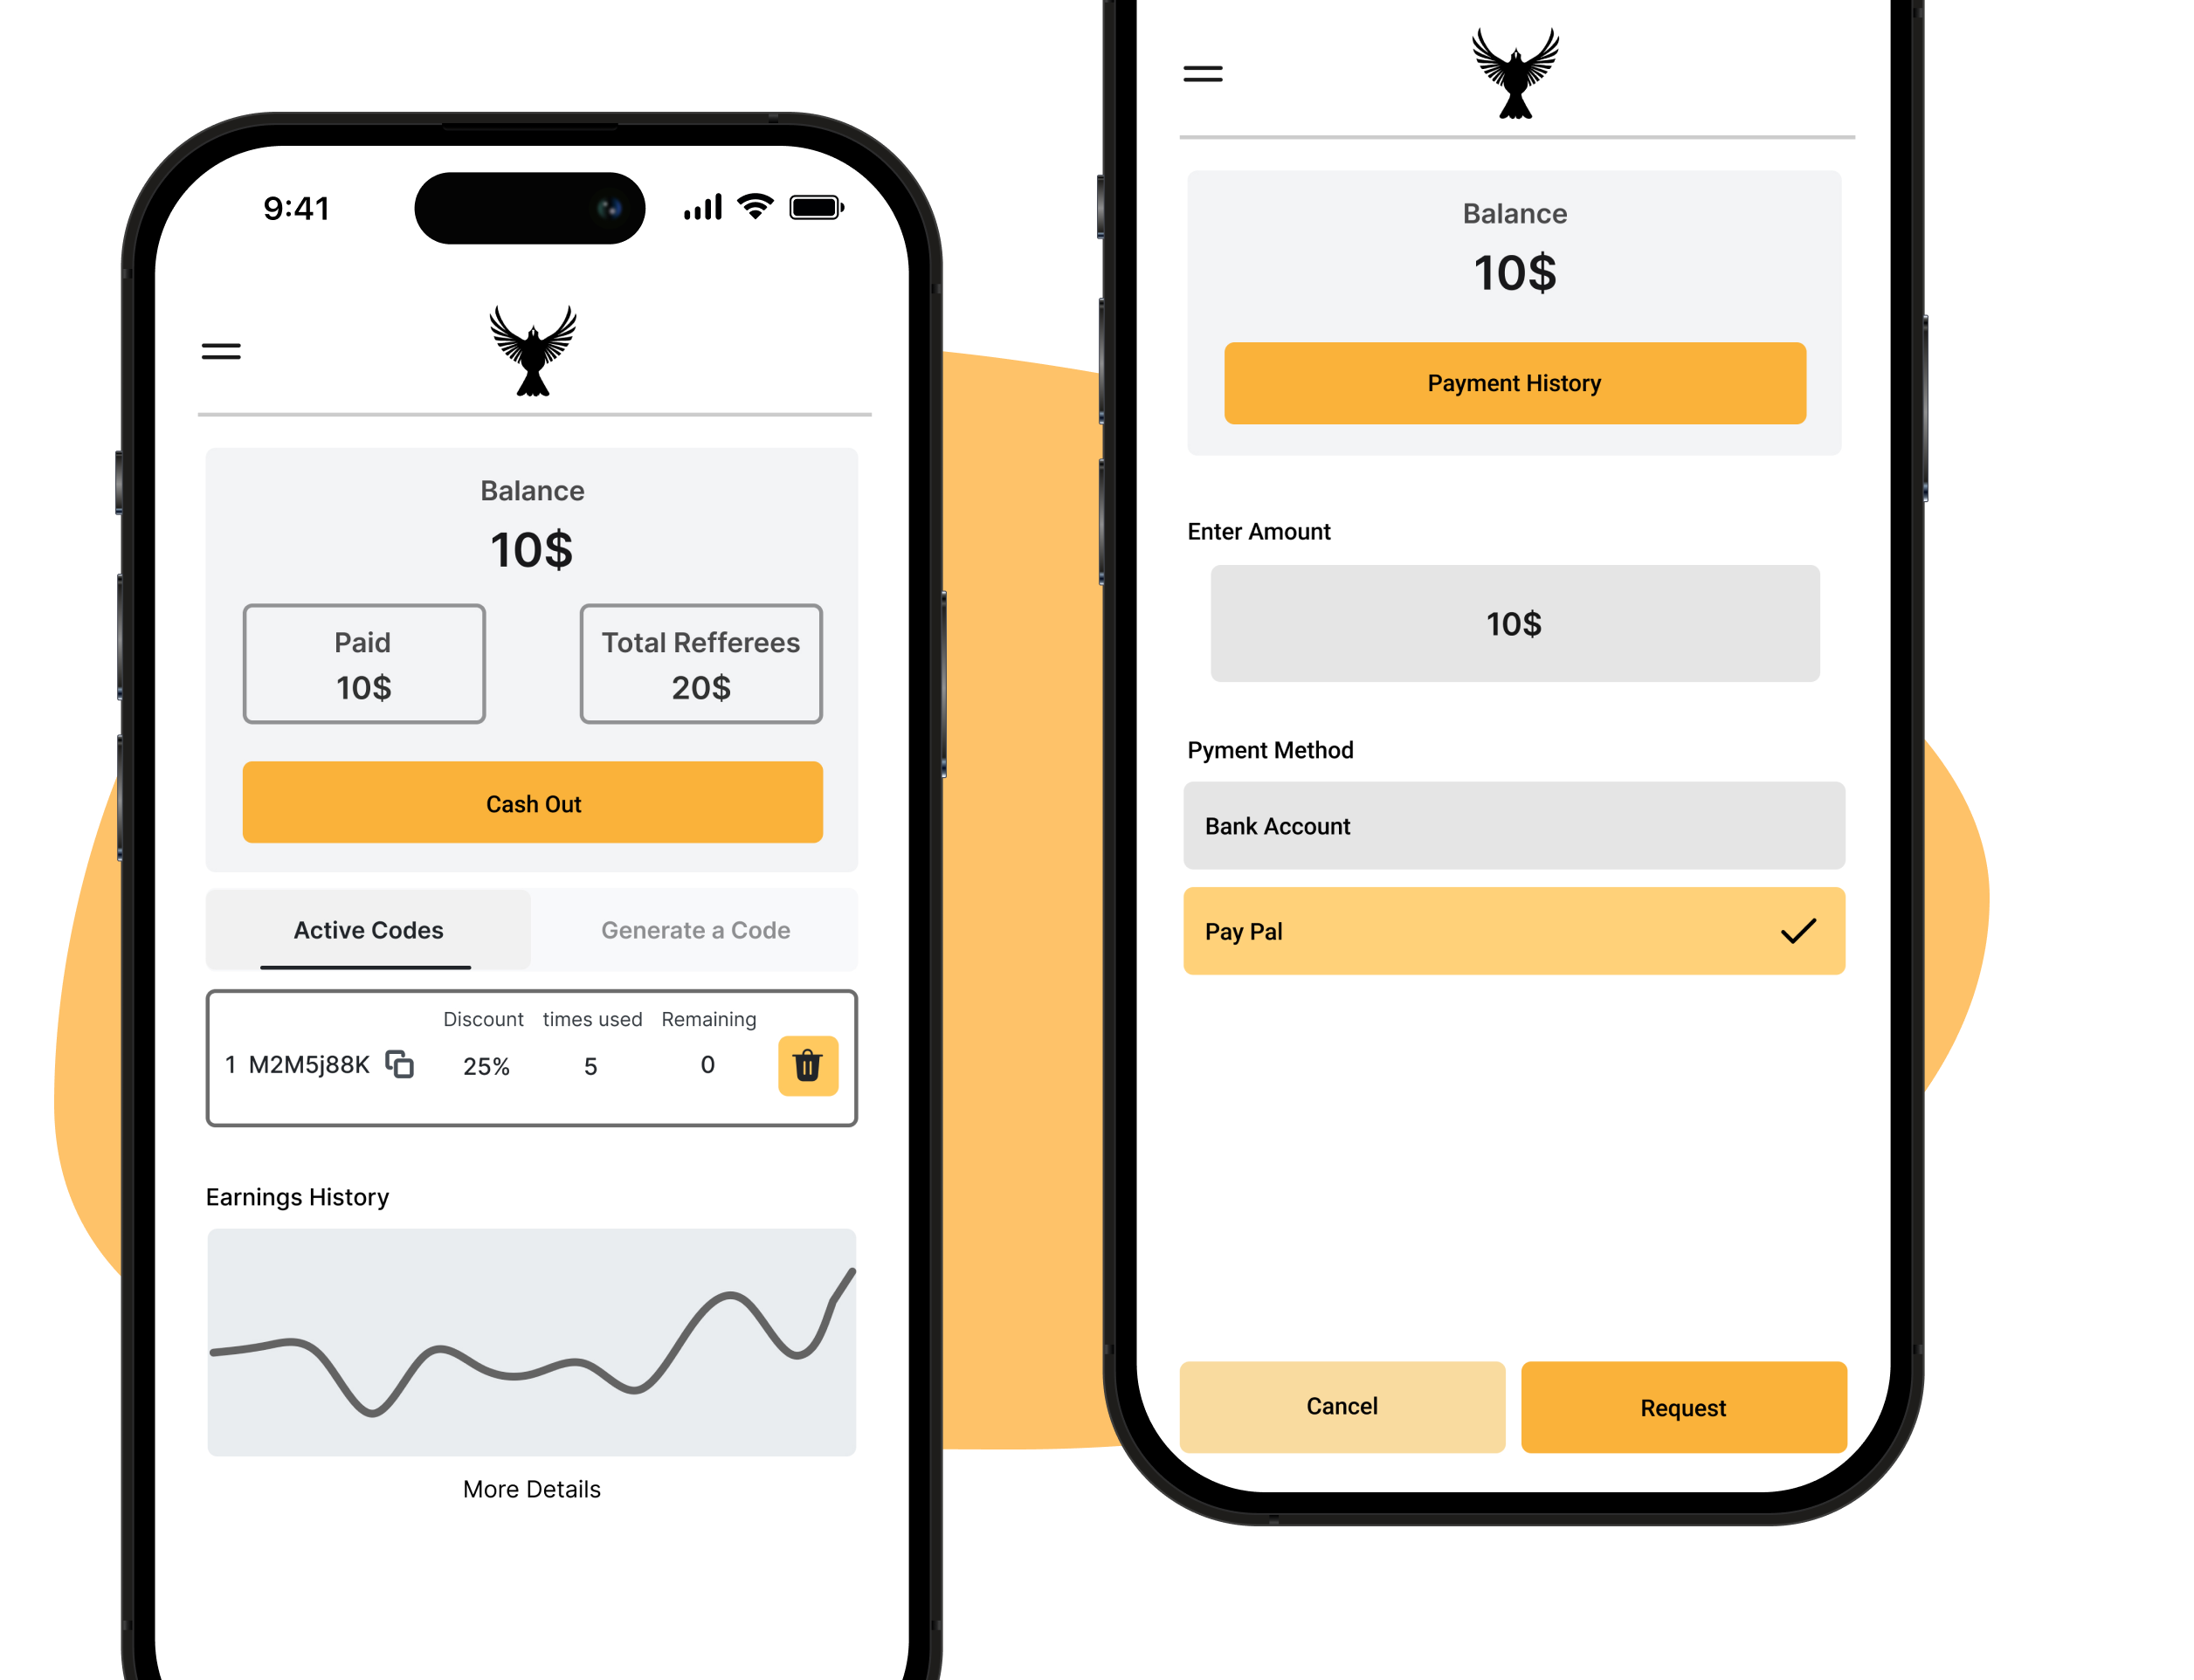 9:41
Balance
10$
Paid
10$
Total Refferees
20$
Cash Out
Active Codes
Generate a Code
Discount times used Remaining
1 M2M5j88K 25% 5 0
Earnings History
More Details
Balance
10$
Payment History
Enter Amount
10$
Pyment Method
Bank Account
Pay Pal
Cancel
Request